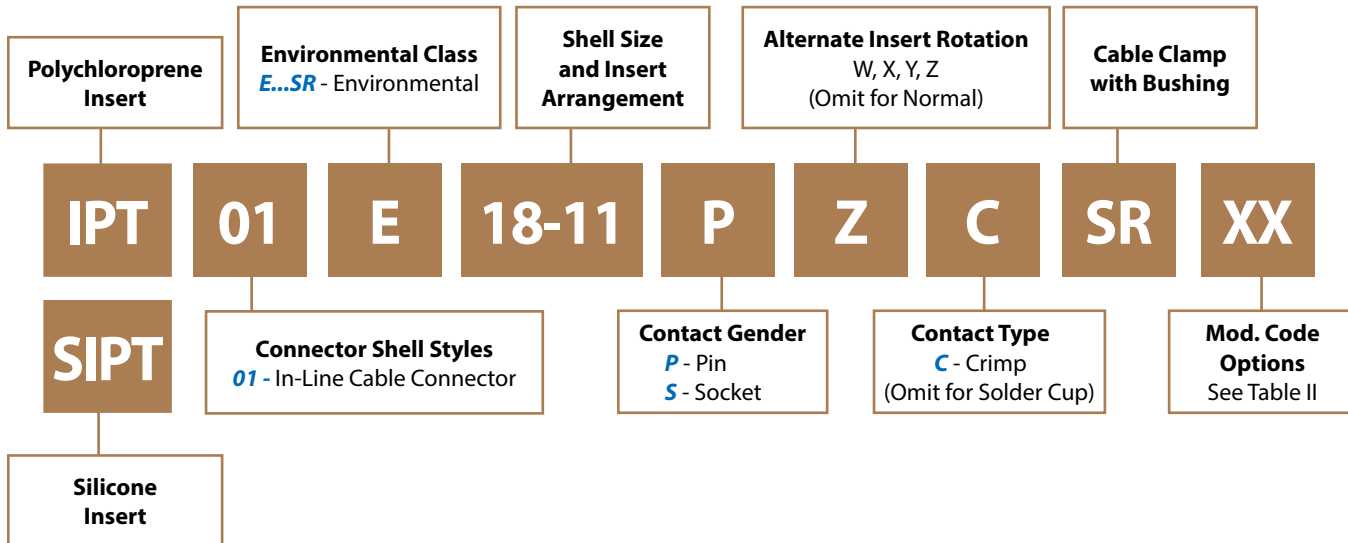 Polychloroprene
Insert
Environmental Class
E...SR - Environmental
Shell Size
and Insert
Arrangement
Alternate Insert Rotation
W, X, Y, Z
(Omit for Normal)
Cable Clamp
with Bushing
IPT 01 E 18-11 P Z C SR XX
SIPT
Connector Shell Styles
01 - In-Line Cable Connector
Contact Gender
P - Pin
S - Socket
Contact Type
C - Crimp
(Omit for Solder Cup)
Mod. Code
Options
See Table II
Silicone
Insert